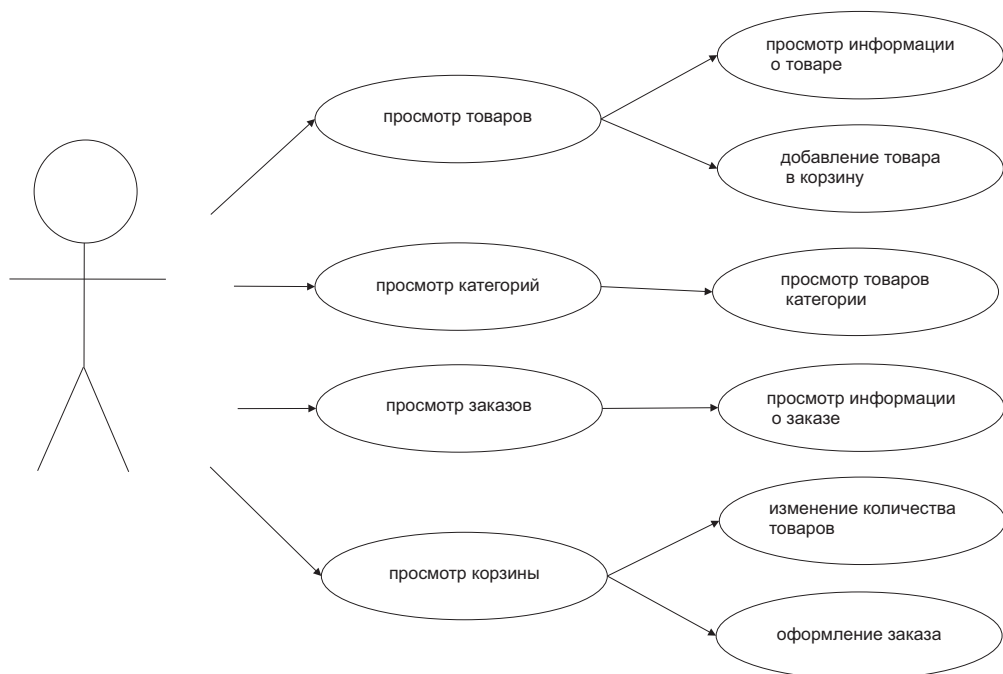 просмотр информации
о товаре
просмотр товаров
добавление товара
в корзину
просмотр категорий
просмотр товаров
категории
просмотр заказов
просмотр информации
о заказе
изменение количества
товаров
просмотр корзины
оформление заказа